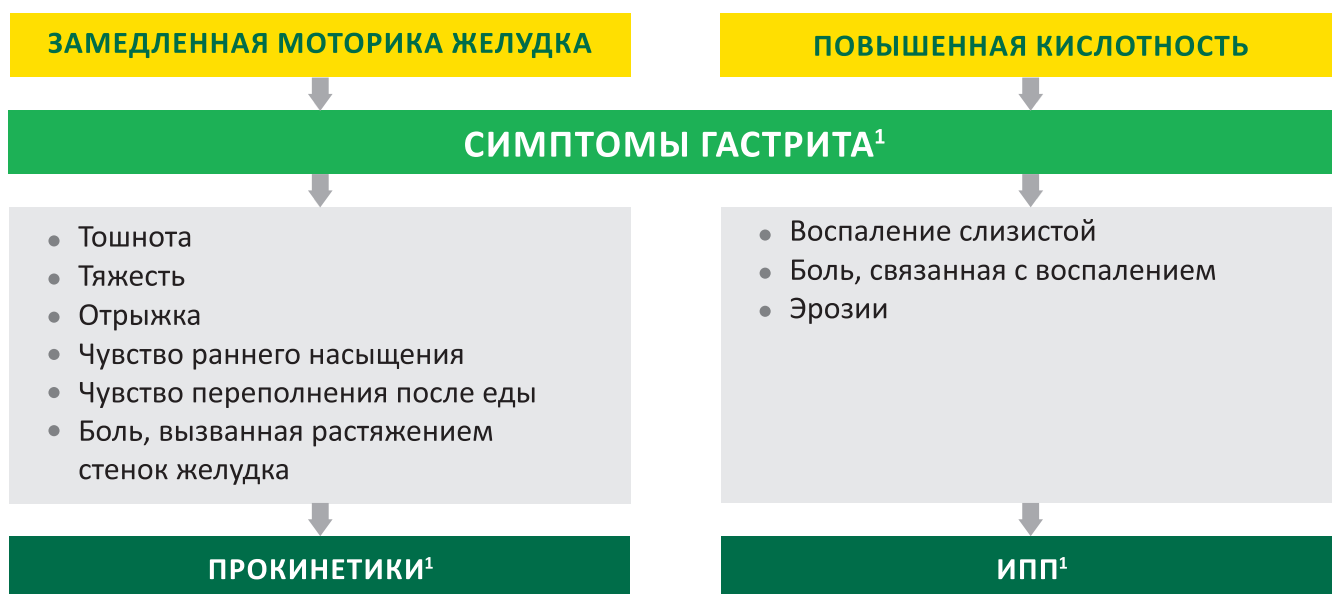 ЗАМЕДЛЕННАЯ МОТОРИКА ЖЕЛУДКА
ПОВЫШЕННАЯ КИСЛОТНОСТЬ
СИМПТОМЫ ГАСТРИТА¹
• Тошнота
• Тяжесть
• Отрыжка
• Чувство раннего насыщения
• Чувство переполнения после еды
• Боль, вызванная растяжением
стенок желудка
• Воспаление слизистой
• Боль, связанная с воспалением
• Эрозии
ПРОКИНЕТИКИ¹
ИПП¹